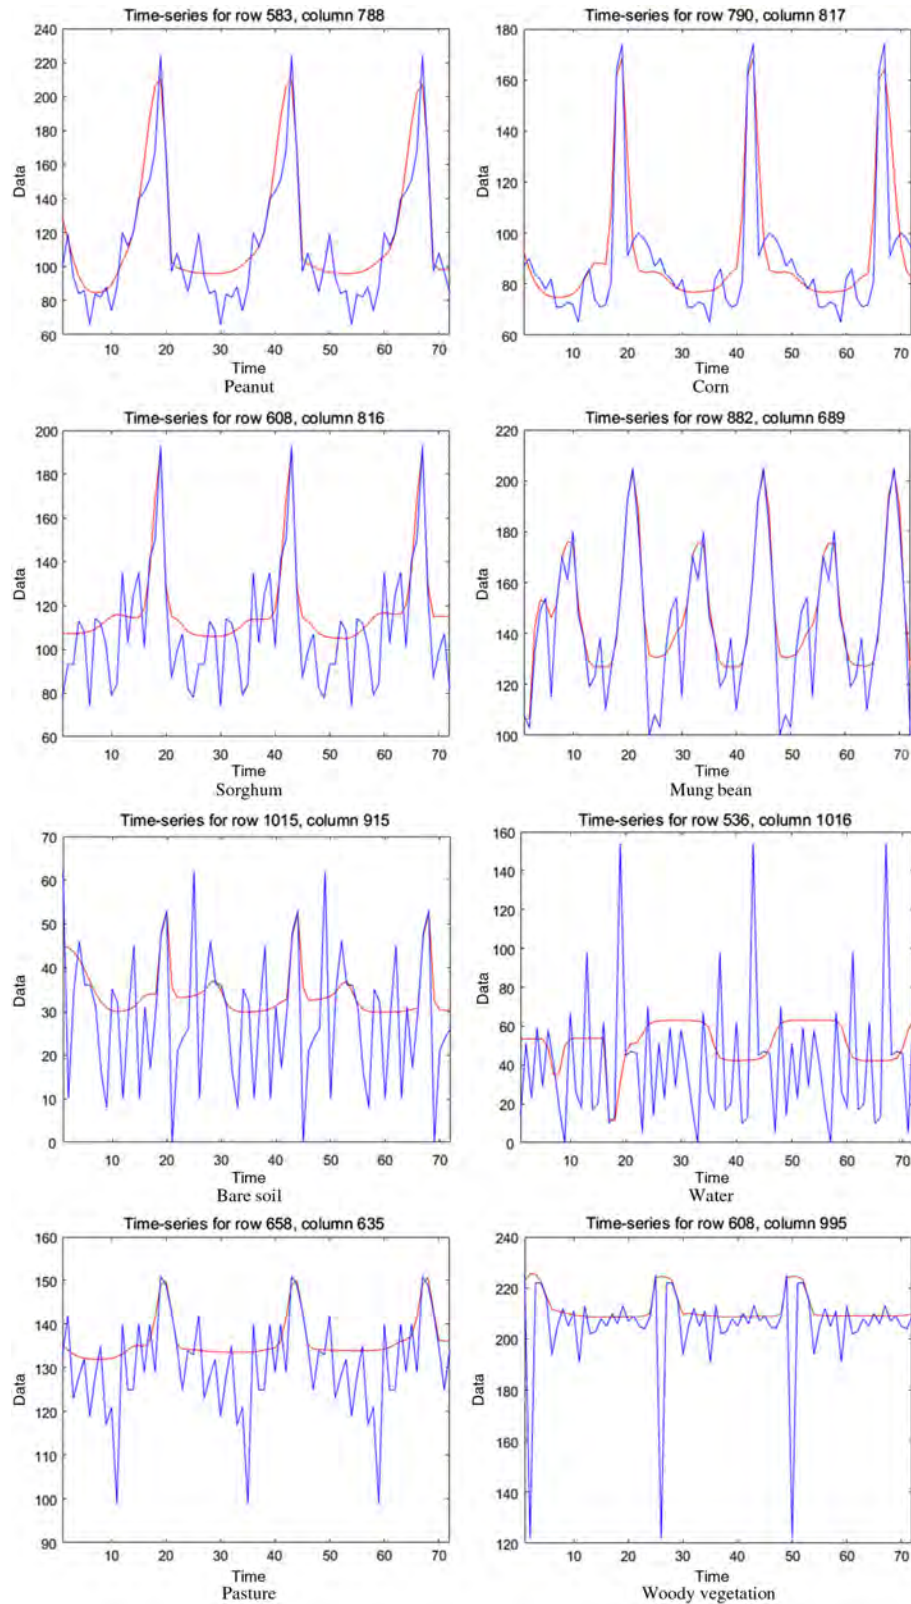 Time-series for row 583, column 788
240
220
200
180
160
140
120
100
80
60
Data
10 20 30 40 50 60 70
Time
Peanut
Time-series for row 790, column 817
180
160
140
120
100
80
60
Data
10 20 30 40 50 60 70
Time
Corn
Time-series for row 608, column 816
200
180
160
140
120
100
80
60
Data
10 20 30 40 50 60 70
Time
Sorghum
Time-series for row 882, column 689
220
200
180
160
140
120
100
Data
10 20 30 40 50 60 70
Time
Mung bean
Time-series for row 1015, column 915
70
60
50
40
30
20
10
0
Data
10 20 30 40 50 60 70
Time
Bare soil
Time-series for row 536, column 1016
160
140
120
100
80
60
40
20
0
Data
10 20 30 40 50 60 70
Time
Water
Time-series for row 658, column 635
160
150
140
130
120
110
100
90
Data
10 20 30 40 50 60 70
Time
Pasture
Time-series for row 608, column 995
240
220
200
180
160
140
120
Data
10 20 30 40 50 60 70
Time
Woody vegetation